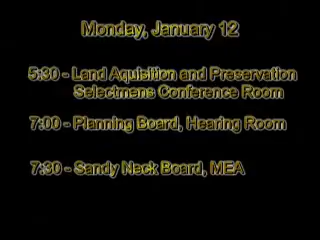 Monday, January 12
5:30 - Land Aquisition and Preservation
Selectmens Conference Room
7:00 - Planning Board, Hearing Room
7:30 - Sandy Neck Board, MEA